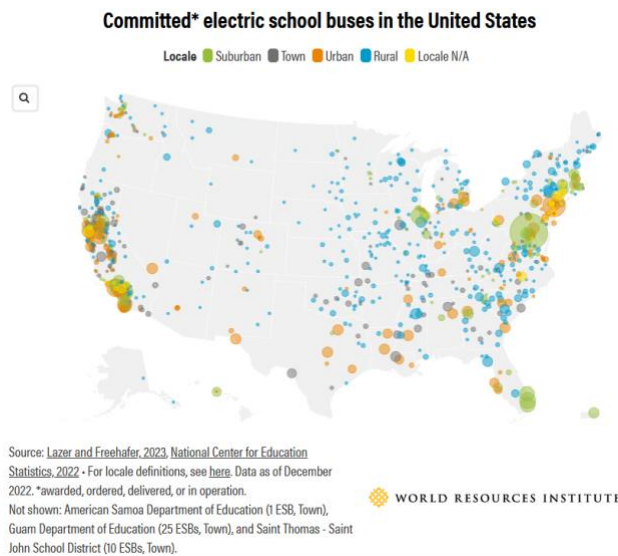 Committed* electric school buses in the United States
Locale Suburban Town Urban Rural Locale N/A
Source: Lazer and Freehafer, 2023, National Center for Education
Statistics, 2022 • For locale definitions, see here. Data as of December
2022. *awarded, ordered, delivered, or in operation.
Not shown: American Samoa Department of Education (1 ESB, Town),
Guam Department of Education (25 ESBs, Town), and Saint Thomas - Saint
John School District (10 ESBs, Town).
WORLD RESOURCES INSTITUTE